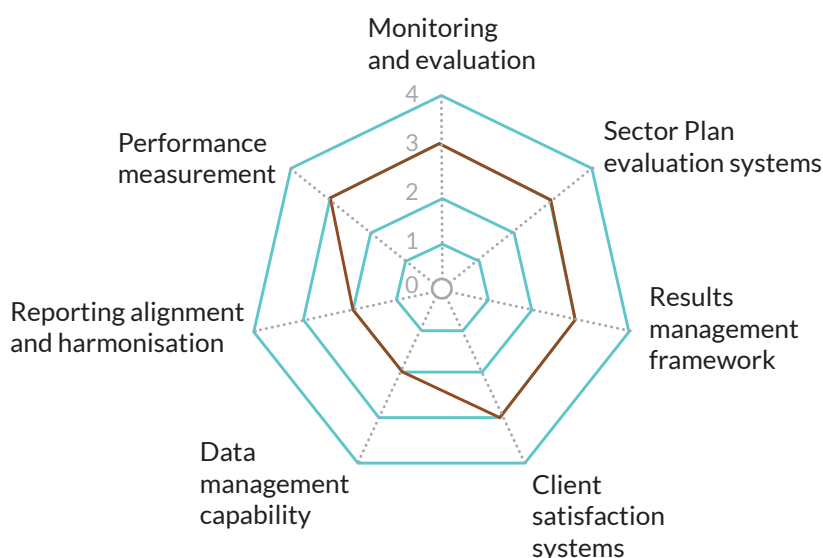 Monitoring
and evaluation
4
3
2
1
0
Sector Plan
evaluation systems
Performance
measurement
Results
management
framework
Reporting alignment
and harmonisation
Data
management
capability
Client
satisfaction
systems